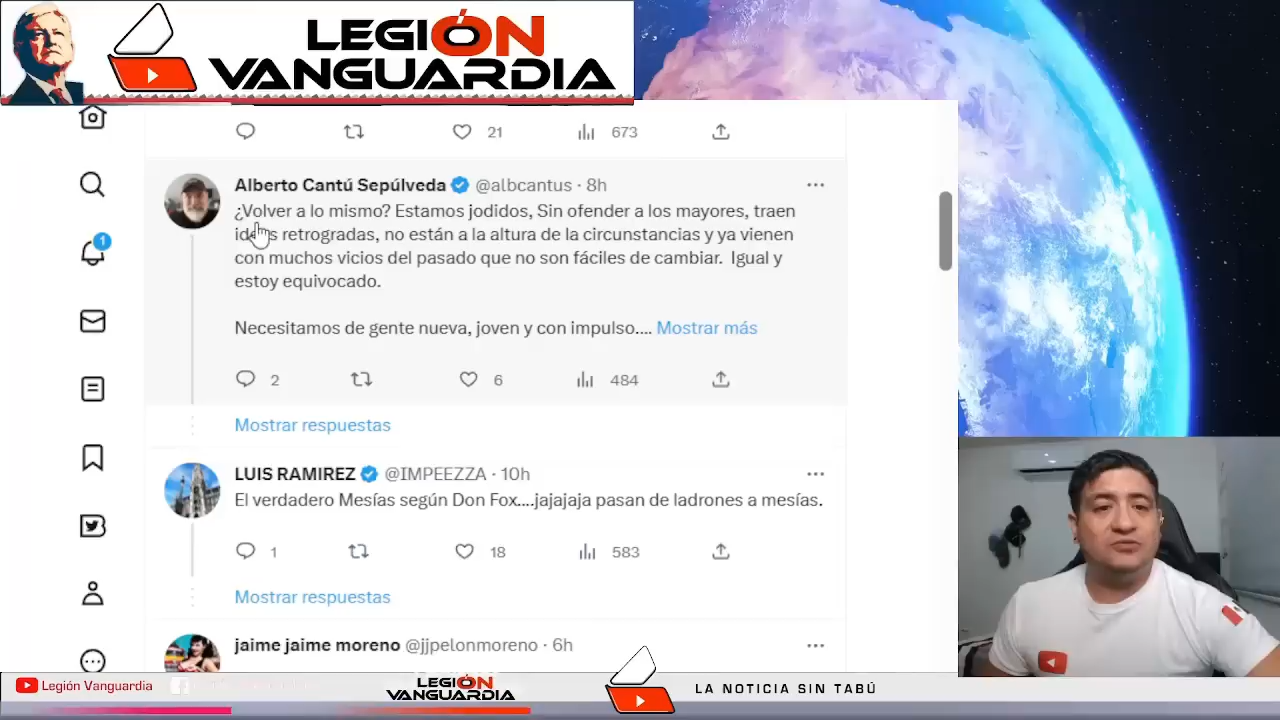 LEGIÓN
VANGUARDIA
21
673
Alberto Cantú Sepúlveda @albcantus · 8h
¿Volver a lo mismo? Estamos jodidos, Sin ofender a los mayores, traen
ideas retrogradas, no están a la altura de la circunstancias y ya vienen
con muchos vicios del pasado que no son fáciles de cambiar. Igual y
estoy equivocado.
Necesitamos de gente nueva, joven y con impulso.... Mostrar más
2
6
484
Mostrar respuestas
LUIS RAMIREZ @IMPEEZZA · 10h
El verdadero Mesías según Don Fox....jajajaja pasan de ladrones a mesías.
1
18
583
Mostrar respuestas
jaime jaime moreno @jjpelonmoreno · 6h
1
Legión Vanguardia
LEGIÓN
VANGUARDIA
LA NOTICIA SIN TABÚ